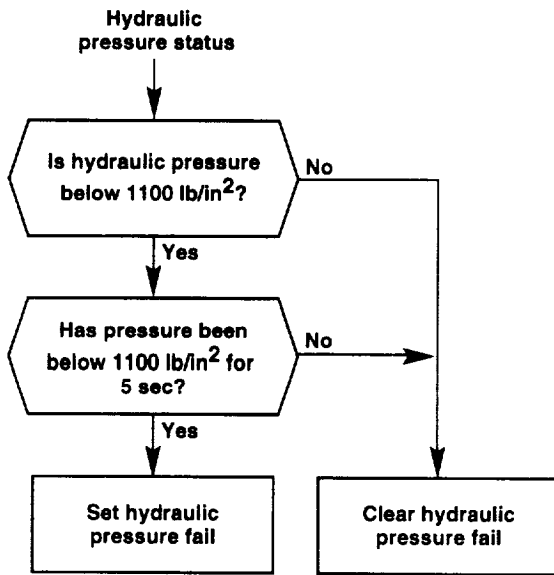 Hydraulic
pressure status
Is hydraulic pressure
below 1100 lb/in²?
No
Yes
Has pressure been
below 1100 lb/in² for
5 sec?
No
Yes
Set hydraulic
pressure fail
Clear hydraulic
pressure fail